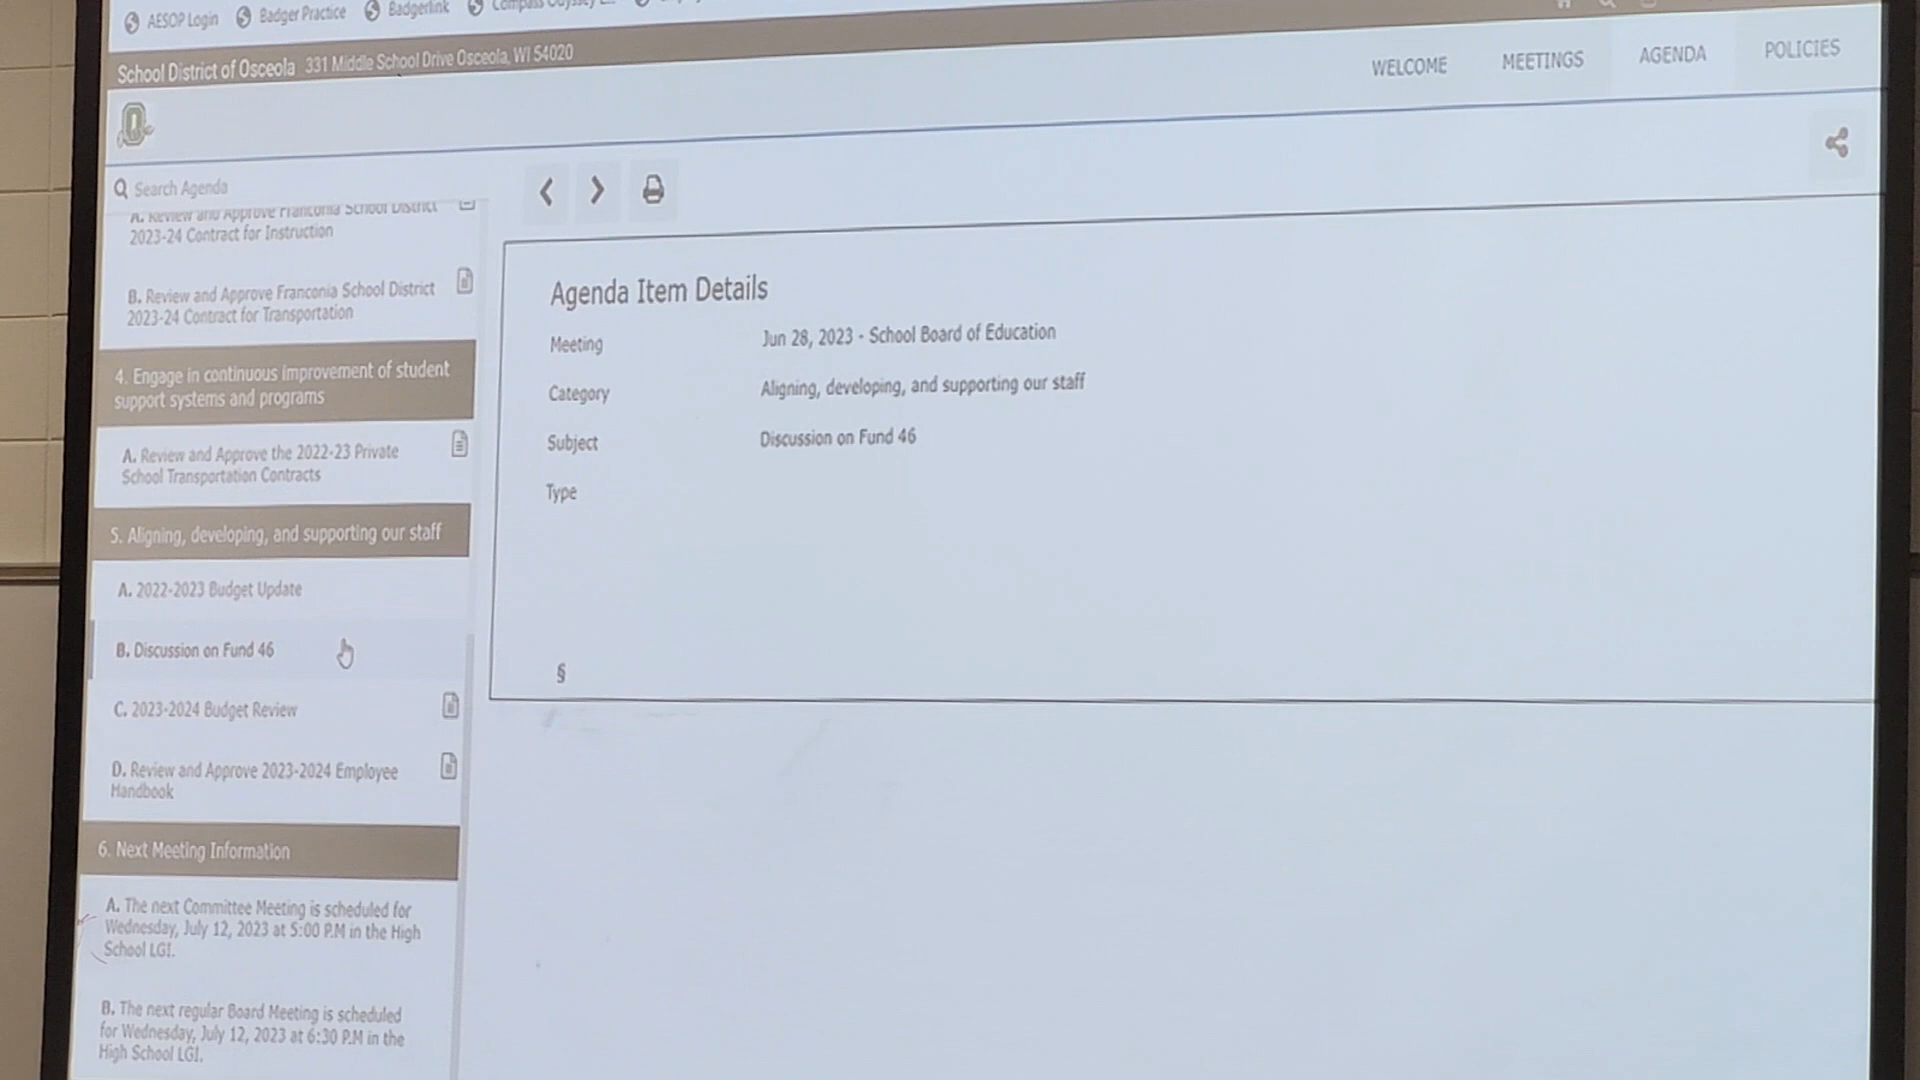 AESOP Login Badger Practice Badgerlink Compass Odyssey
School District of Osceola 331 Middle School Drive Osceola, WI 54020
WELCOME MEETINGS AGENDA POLICIES
Search Agenda
A. Review and Approve Franconia School District
2023-24 Contract for Instruction
B. Review and Approve Franconia School District
2023-24 Contract for Transportation
4. Engage in continuous improvement of student
support systems and programs
A. Review and Approve the 2022-23 Private
School Transportation Contracts
5. Aligning, developing, and supporting our staff
A. 2022-2023 Budget Update
B. Discussion on Fund 46
C. 2023-2024 Budget Review
D. Review and Approve 2023-2024 Employee
Handbook
6. Next Meeting Information
A. The next Committee Meeting is scheduled for
Wednesday, July 12, 2023 at 5:00 P.M in the High
School LGI.
B. The next regular Board Meeting is scheduled
for Wednesday, July 12, 2023 at 6:30 P.M in the
High School LGI.
Agenda Item Details
Meeting Jun 28, 2023 - School Board of Education
Category Aligning, developing, and supporting our staff
Subject Discussion on Fund 46
Type
§